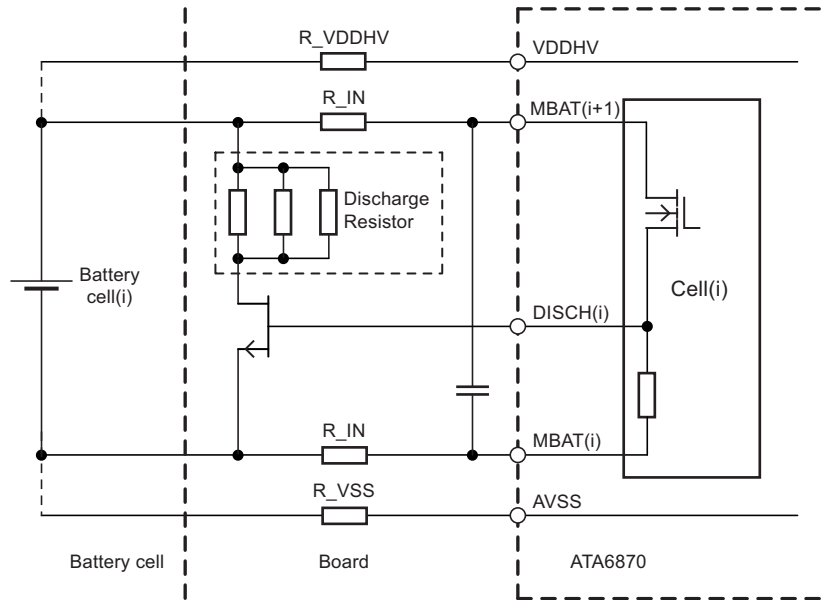 R_VDDHV
VDDHV
R_IN
MBAT(i+1)
Discharge
Resistor
Battery
cell(i)
Cell(i)
DISCH(i)
R_IN
MBAT(i)
R_VSS
AVSS
Battery cell
Board
ATA6870